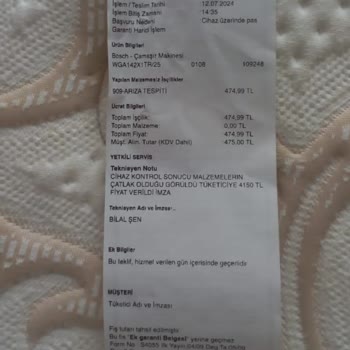 İşlem / Teslim Tarihi 12.07.2024
İşlem Bitiş Zamanı 14:35
Başvuru Nedeni Cihaz üzerinde pas
Garanti Harici İşlem
Ürün Bilgileri
Bosch - Çamaşır Makinesi
WGA142X1TR/25 0108 109248
Yapılan Malzemesiz İşçilikler
909-ARIZA TESPİTİ 474,99 TL
Ücret Bilgileri
Toplam İşçilik: 474,99 TL
Toplam Malzeme: 0,00 TL
Toplam Fiyat 474,99 TL
Müşt. Alın. Tutar (KDV Dahil) 475,00 TL
YETKİLİ SERVİS
Teknisyen Notu
CİHAZ KONTROL SONUCU MALZEMELERİN
ÇATLAK OLDUĞU GÖRÜLDÜ TÜKETİCİYE 4150 TL
FİYAT VERİLDİ İMZA
Teknisyen Adı ve İmzası
BİLAL ŞEN
Ek Bilgiler
Bu teklif, hizmet verilen gün içerisinde geçerlidir.
MÜŞTERİ
Tüketici Adı ve İmzası
Fiş tutarı tahsil edilmiştir.
Bu fiş "Ek garanti Belgesi" yerine geçmez
Form No